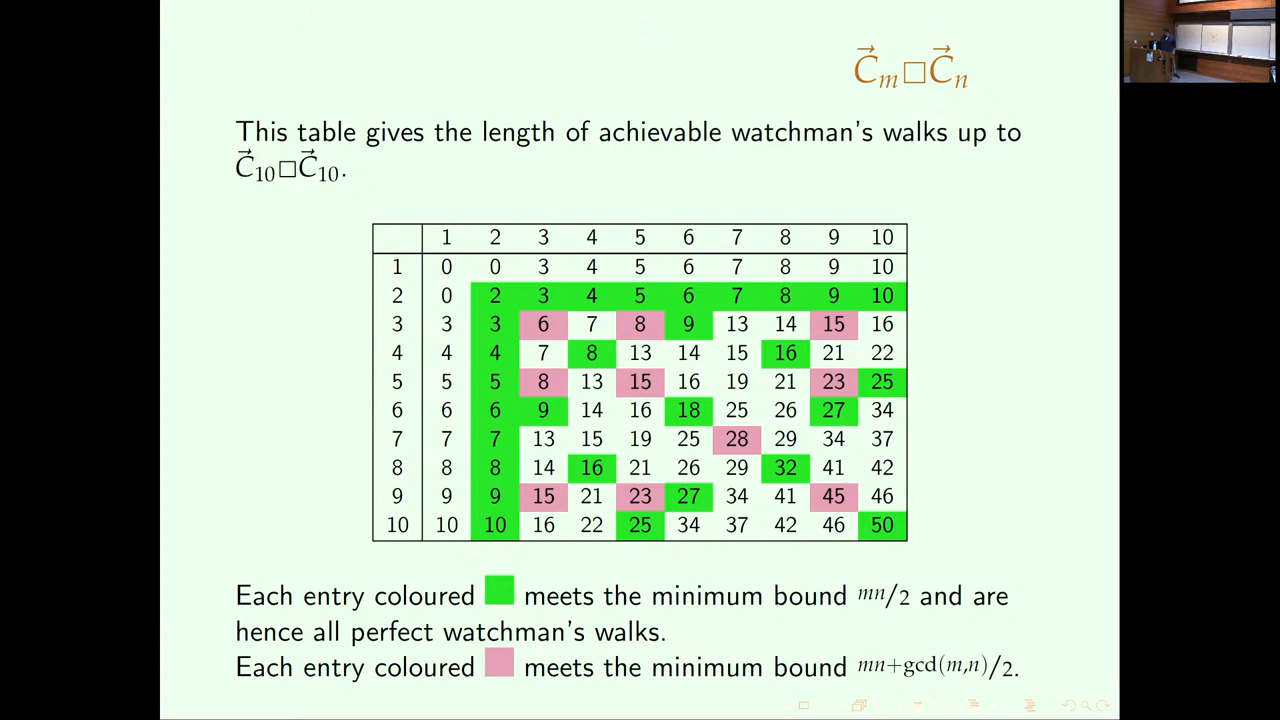 C⃗ₘ□C⃗ₙ
This table gives the length of achievable watchman's walks up to
C⃗₁₀□C⃗₁₀.
1 2 3 4 5 6 7 8 9 10
1 0 0 3 4 5 6 7 8 9 10
2 0 2 3 4 5 6 7 8 9 10
3 3 3 6 7 8 9 13 14 15 16
4 4 4 7 8 13 14 15 16 21 22
5 5 5 8 13 15 16 19 21 23 25
6 6 6 9 14 16 18 25 26 27 34
7 7 7 13 15 19 25 28 29 34 37
8 8 8 14 16 21 26 29 32 41 42
9 9 9 15 21 23 27 34 41 45 46
10 10 10 16 22 25 34 37 42 46 50
Each entry coloured meets the minimum bound mn/2 and are
hence all perfect watchman's walks.
Each entry coloured meets the minimum bound mn+gcd(m,n)/2.